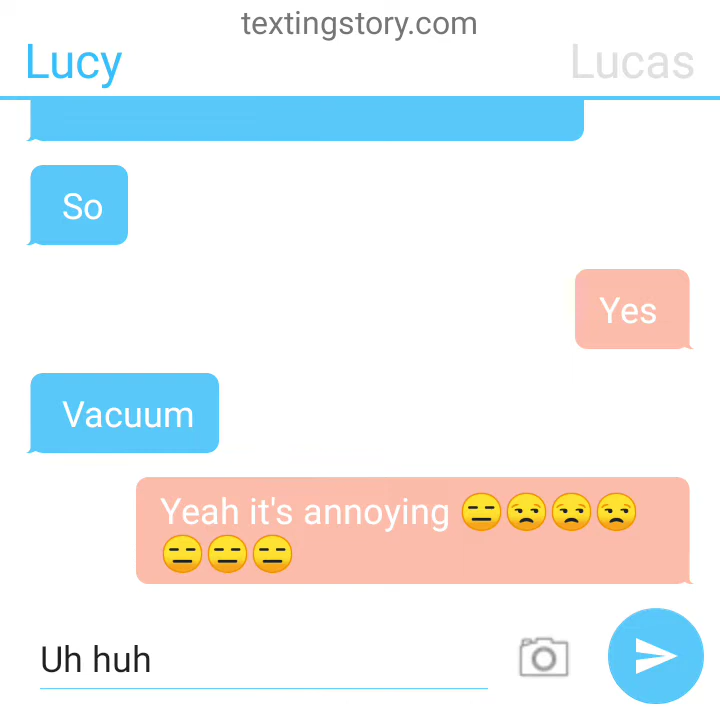 textingstory.com
Lucy
Lucas
So
Yes
Vacuum
Yeah it's annoying 😑😒😒😒
😑😑😑
Uh huh